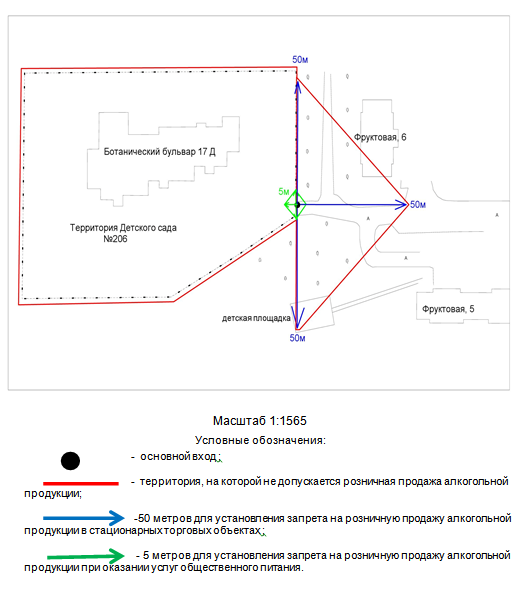 50м
Фруктовая, 6
Ботанический бульвар 17 Д
5м
50м
Территория Детского сада
№206
А
А
детская площадка
Фруктовая, 5
50м
Масштаб 1:1565
Условные обозначения:
- основной вход;
- территория, на которой не допускается розничная продажа алкогольной
продукции;
-50 метров для установления запрета на розничную продажу алкогольной
продукции в стационарных торговых объектах;
- 5 метров для установления запрета на розничную продажу алкогольной
продукции при оказании услуг общественного питания.